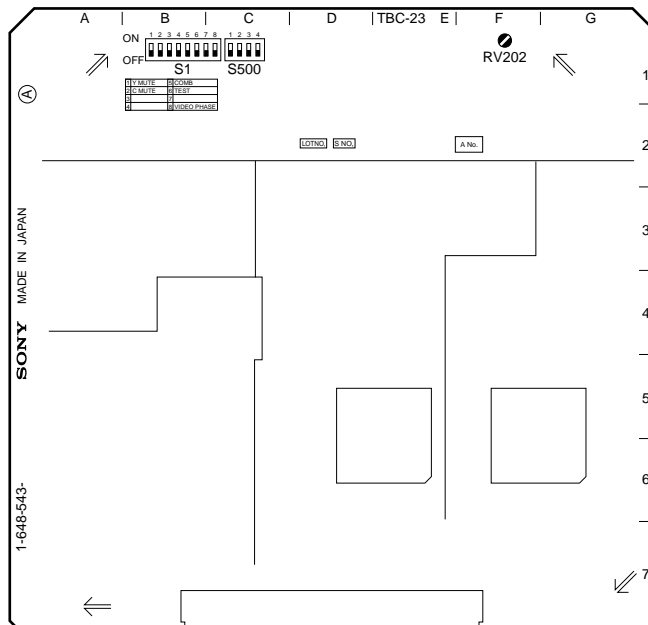 A B C D TBC-23 E F G
ON 1 2 3 4 5 6 7 8 1 2 3 4
OFF
S1 S500
RV202
1 Y MUTE 5 COMB
2 C MUTE 6 TEST
3 7
4 8 VIDEO PHASE
A
LOTNO. S NO. A No.
1
2
3
4
5
6
7
SONY MADE IN JAPAN
1-648-543-